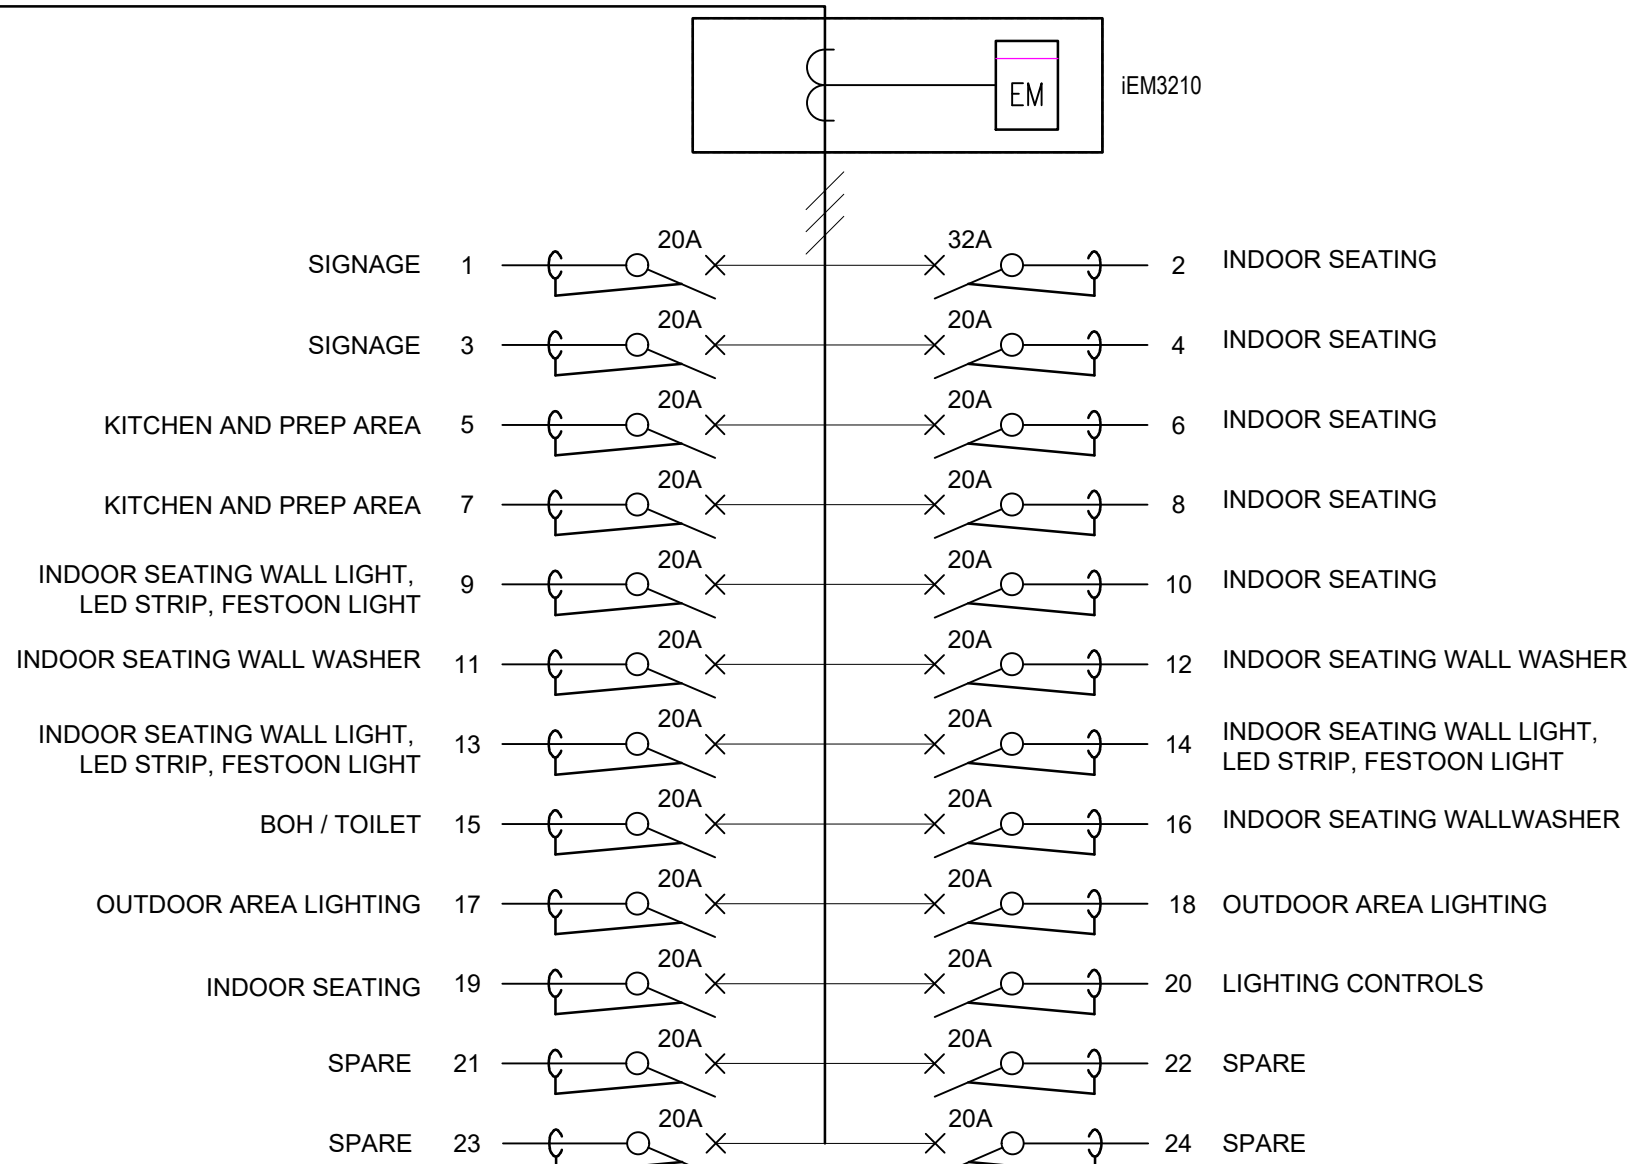 EM
iEM3210
20A
32A
SIGNAGE 1
2 INDOOR SEATING
20A
20A
SIGNAGE 3
4 INDOOR SEATING
20A
20A
KITCHEN AND PREP AREA 5
6 INDOOR SEATING
20A
20A
KITCHEN AND PREP AREA 7
8 INDOOR SEATING
20A
20A
INDOOR SEATING WALL LIGHT,
LED STRIP, FESTOON LIGHT
9
10 INDOOR SEATING
20A
20A
INDOOR SEATING WALL WASHER 11
12 INDOOR SEATING WALL WASHER
20A
20A
INDOOR SEATING WALL LIGHT,
LED STRIP, FESTOON LIGHT
13
14
INDOOR SEATING WALL LIGHT,
LED STRIP, FESTOON LIGHT
20A
20A
BOH / TOILET 15
16 INDOOR SEATING WALLWASHER
20A
20A
OUTDOOR AREA LIGHTING 17
18 OUTDOOR AREA LIGHTING
20A
20A
INDOOR SEATING 19
20 LIGHTING CONTROLS
20A
20A
SPARE 21
22 SPARE
20A
20A
SPARE 23
24 SPARE